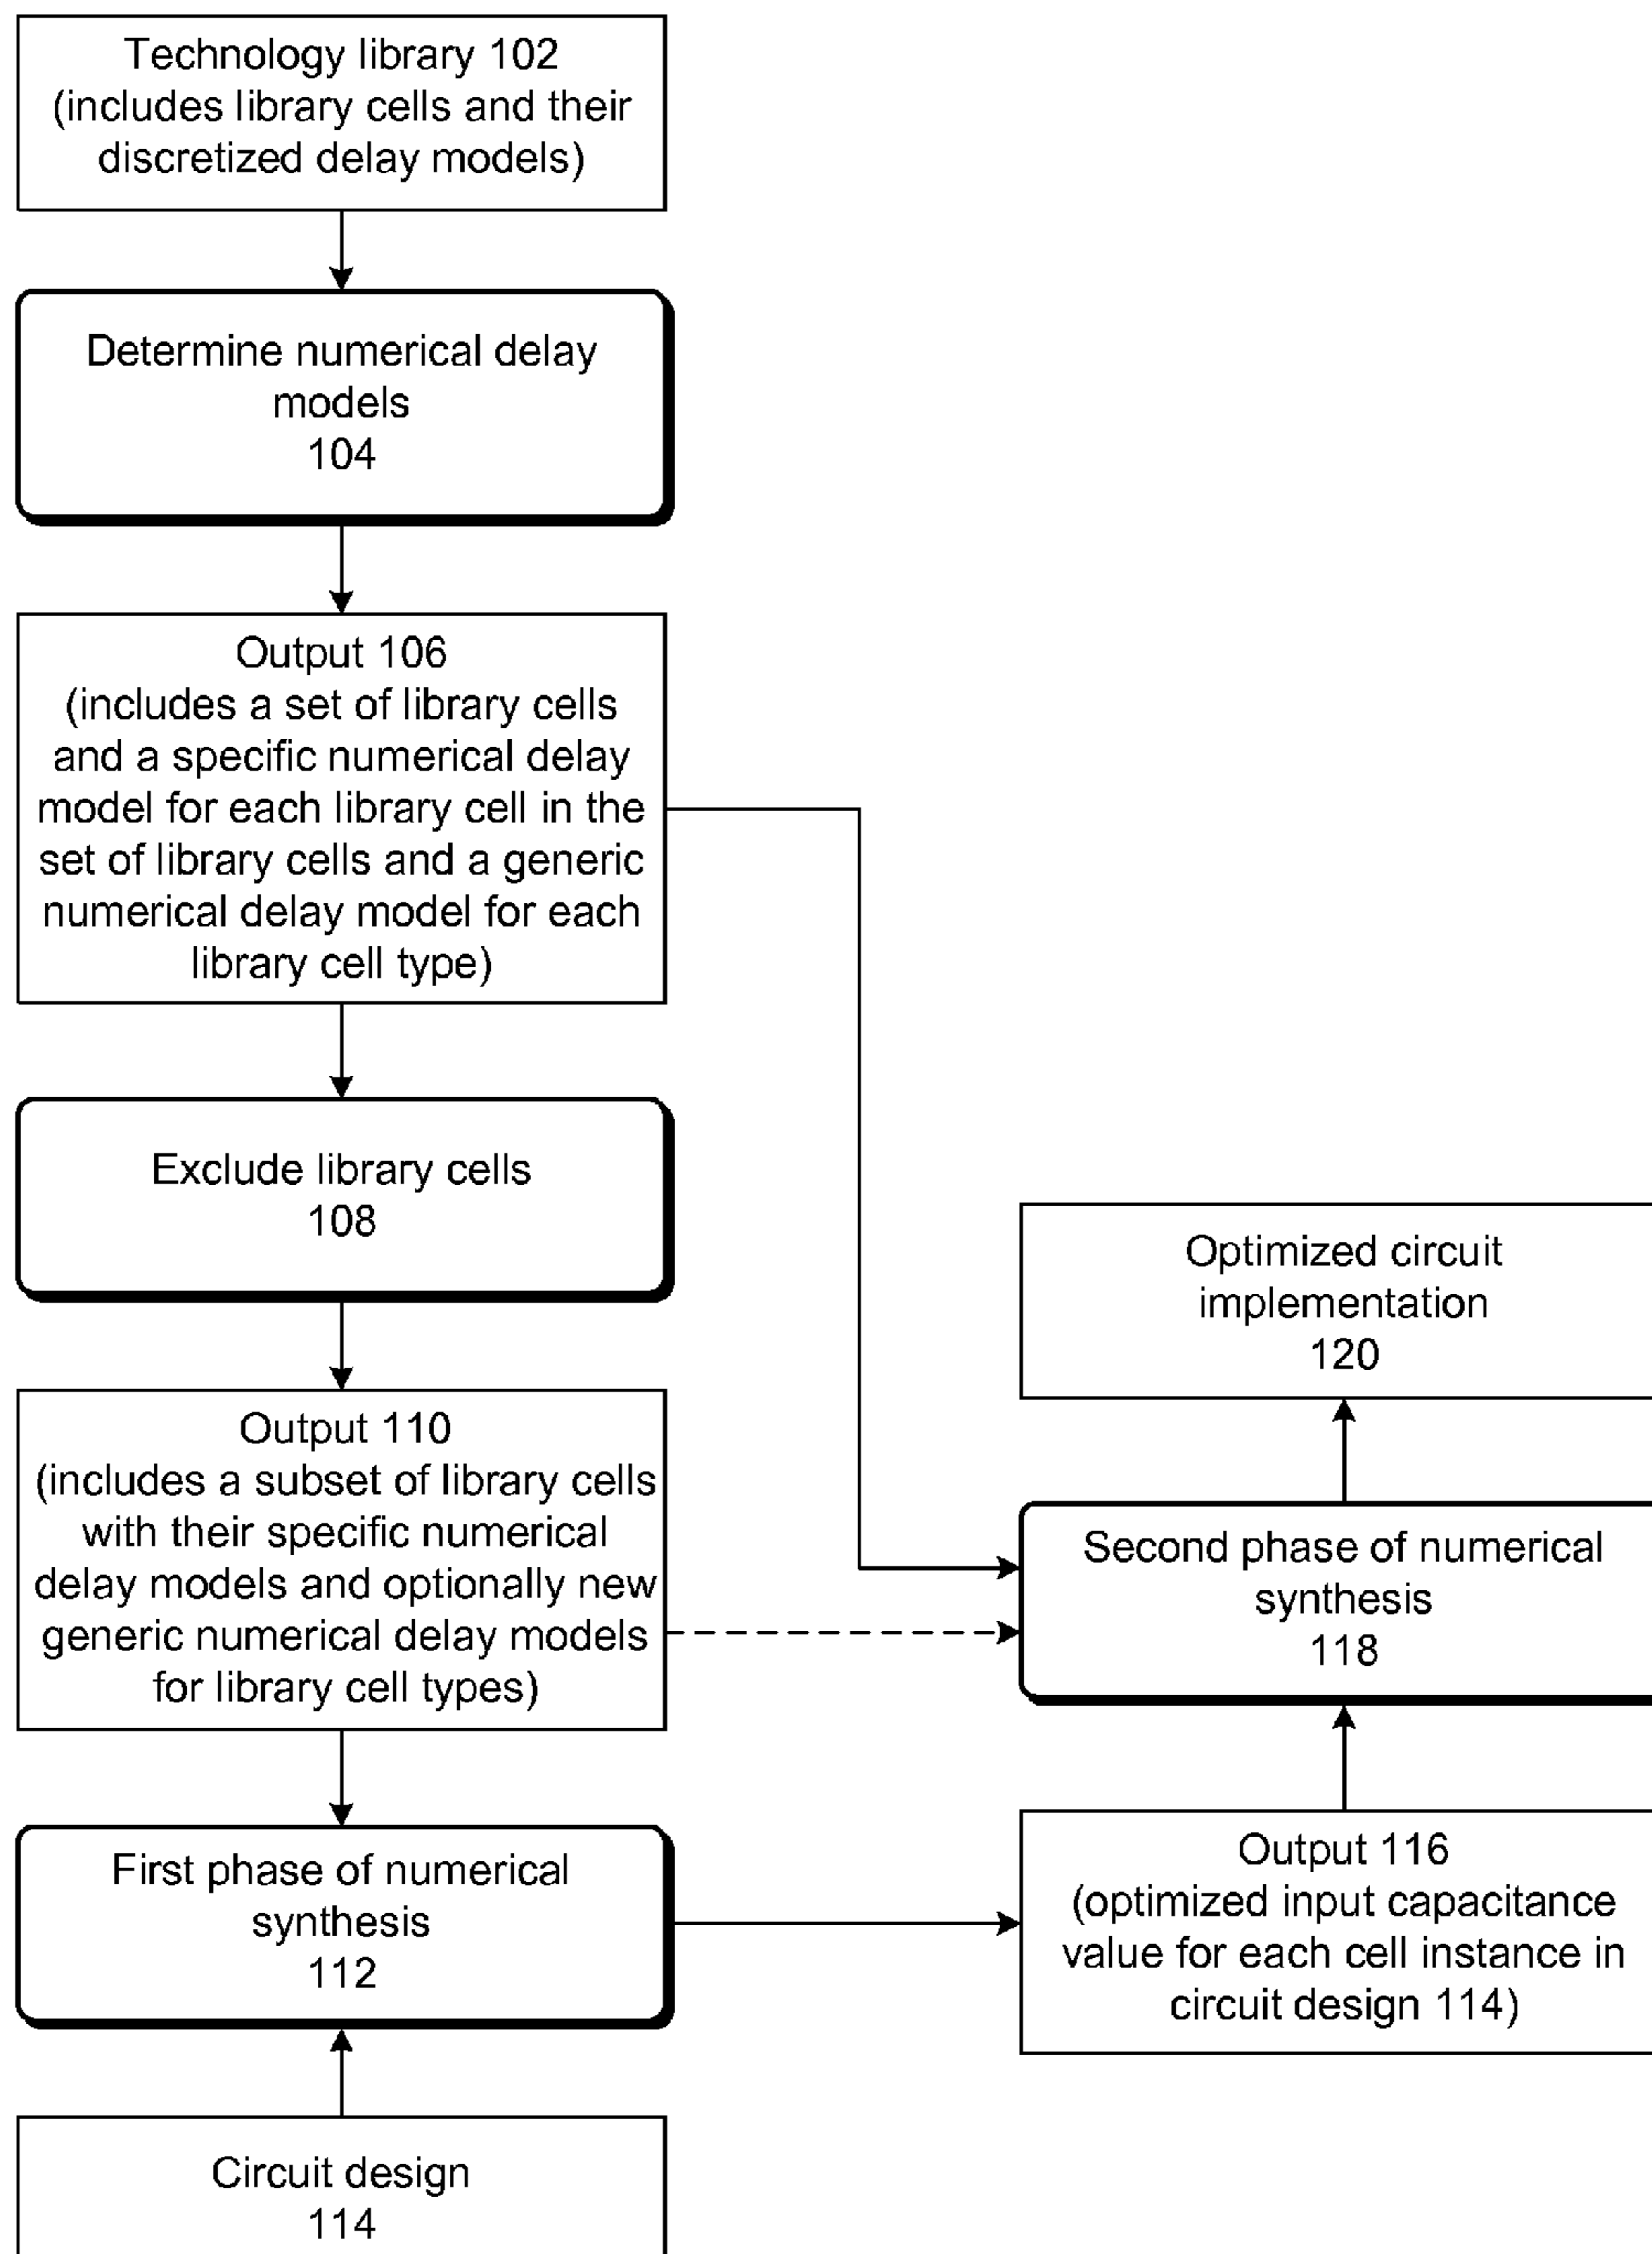 Technology library 102
(includes library cells and their
discretized delay models)
Determine numerical delay
models
104
Output 106
(includes a set of library cells
and a specific numerical delay
model for each library cell in the
set of library cells and a generic
numerical delay model for each
library cell type)
Exclude library cells
108
Output 110
(includes a subset of library cells
with their specific numerical
delay models and optionally new
generic numerical delay models
for library cell types)
First phase of numerical
synthesis
112
Circuit design
114
Optimized circuit
implementation
120
Second phase of numerical
synthesis
118
Output 116
(optimized input capacitance
value for each cell instance in
circuit design 114)